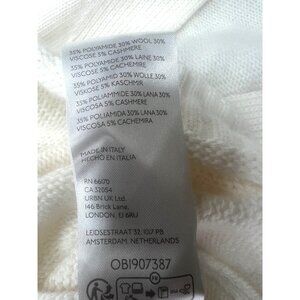 35% POLYAMIDE 30% WOOL 30%
VISCOSE 5% CASHMERE
35% POLYAMIDE 30% LAINE 30%
VISCOSE 5% CACHEMIRE
35% POLYAMID 30% WOLLE 30%
VISKOSE 5% KASCHMIR
35% POLIAMMIDE 30% LANA 30%
VISCOSA 5% CASHMERE
35% POLIAMIDA 30% LANA 30%
VISCOSA 5% CACHEMIRA
MADE IN ITALY
HECHO EN ITALIA
RN 66170
CA 32054
URBN UK Ltd.
146 Brick Lane,
LONDON, E1 6RU
LEIDSESTRAAT 32, 1017 PB
AMSTERDAM, NETHERLANDS
OB1907387
FR